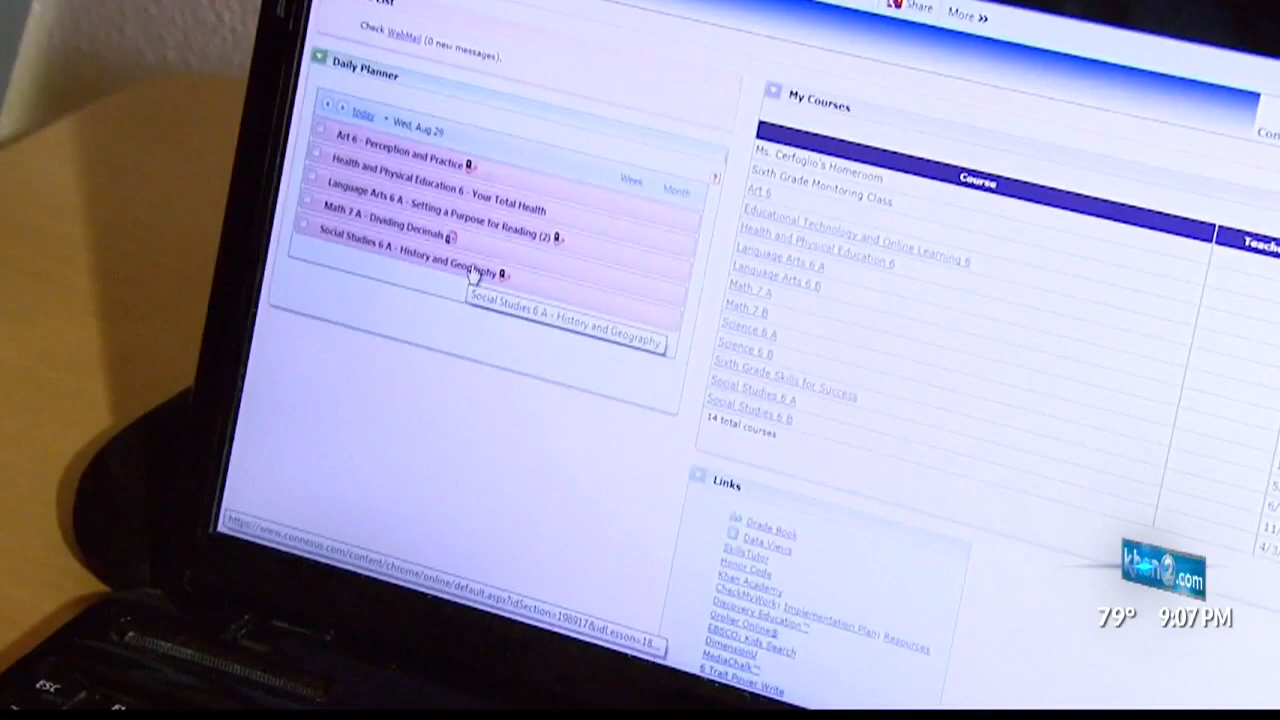 List
Share
More »
Check WebMail (0 new messages).
Daily Planner
today • Wed, Aug 29
Week
Month
Art 6 - Perception and Practice
Health and Physical Education 6 - Your Total Health
Language Arts 6 A - Setting a Purpose for Reading (2)
Math 7 A - Dividing Decimals
Social Studies 6 A - History and Geography
Social Studies 6 A - History and Geography
My Courses
Course
Ms. Cerfoglio's Homeroom
Sixth Grade Monitoring Class
Art 6
Educational Technology and Online Learning 6
Health and Physical Education 6
Language Arts 6 A
Language Arts 6 B
Math 7 A
Math 7 B
Science 6 A
Science 6 B
Sixth Grade Skills for Success
Social Studies 6 A
Social Studies 6 B
14 total courses
Links
Grade Book
Data Views
SkillsTutor
Honor Code
Khan Academy
CheckMyWork! Implementation Plan! Resources
Discovery Education™
Grolier Online®
EBSCO: Kids Search
DimensionU
MediaChalk™
6 Trait Power Write
https://www.connexus.com/content/chrome/online/default.aspx?idSection=198917&idLesson=18...
ESC
khon2.com
79° 9:07 PM